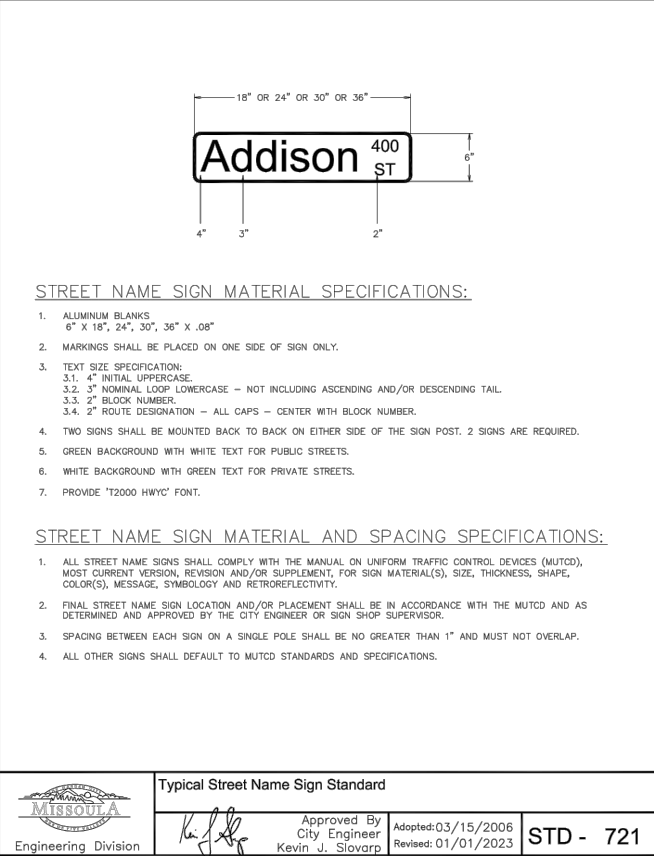 18" OR 24" OR 30" OR 36"
Addison 400
ST
6"
4" 3" 2"
STREET NAME SIGN MATERIAL SPECIFICATIONS:
1. ALUMINUM BLANKS
6" X 18", 24", 30", 36" X .08"
2. MARKINGS SHALL BE PLACED ON ONE SIDE OF SIGN ONLY.
3. TEXT SIZE SPECIFICATION:
3.1. 4" INITIAL UPPERCASE.
3.2. 3" NOMINAL LOOP LOWERCASE – NOT INCLUDING ASCENDING AND/OR DESCENDING TAIL.
3.3. 2" BLOCK NUMBER.
3.4. 2" ROUTE DESIGNATION – ALL CAPS – CENTER WITH BLOCK NUMBER.
4. TWO SIGNS SHALL BE MOUNTED BACK TO BACK ON EITHER SIDE OF THE SIGN POST. 2 SIGNS ARE REQUIRED.
5. GREEN BACKGROUND WITH WHITE TEXT FOR PUBLIC STREETS.
6. WHITE BACKGROUND WITH GREEN TEXT FOR PRIVATE STREETS.
7. PROVIDE 'T2000 HWYC' FONT.
STREET NAME SIGN MATERIAL AND SPACING SPECIFICATIONS:
1. ALL STREET NAME SIGNS SHALL COMPLY WITH THE MANUAL ON UNIFORM TRAFFIC CONTROL DEVICES (MUTCD),
MOST CURRENT VERSION, REVISION AND/OR SUPPLEMENT, FOR SIGN MATERIAL(S), SIZE, THICKNESS, SHAPE,
COLOR(S), MESSAGE, SYMBOLOGY AND RETROREFLECTIVITY.
2. FINAL STREET NAME SIGN LOCATION AND/OR PLACEMENT SHALL BE IN ACCORDANCE WITH THE MUTCD AND AS
DETERMINED AND APPROVED BY THE CITY ENGINEER OR SIGN SHOP SUPERVISOR.
3. SPACING BETWEEN EACH SIGN ON A SINGLE POLE SHALL BE NO GREATER THAN 1" AND MUST NOT OVERLAP.
4. ALL OTHER SIGNS SHALL DEFAULT TO MUTCD STANDARDS AND SPECIFICATIONS.
MISSOULA
Engineering Division
Typical Street Name Sign Standard
Approved By
City Engineer
Kevin J. Slovarp
Adopted: 03/15/2006
Revised: 01/01/2023
STD - 721